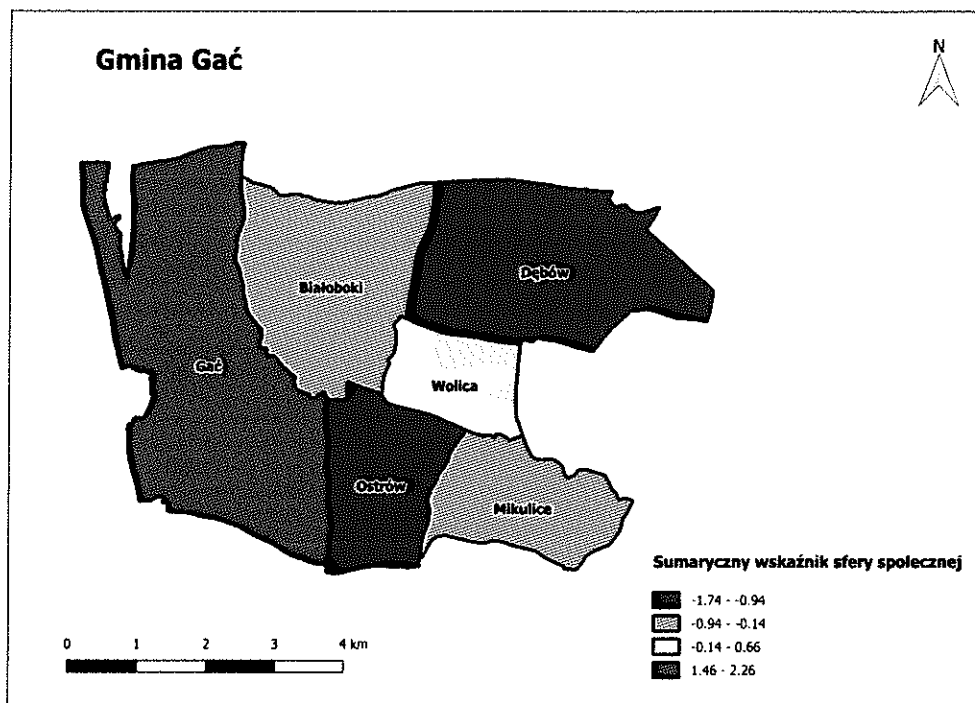 Gmina Gać
N
Białoboki
Dębów
Gać
Wolica
Ostrów
Mikulice
Sumaryczny wskaźnik sfery społecznej
-1.74 - -0.94
-0.94 - -0.14
-0.14 - 0.66
1.46 - 2.26
0 1 2 3 4 km